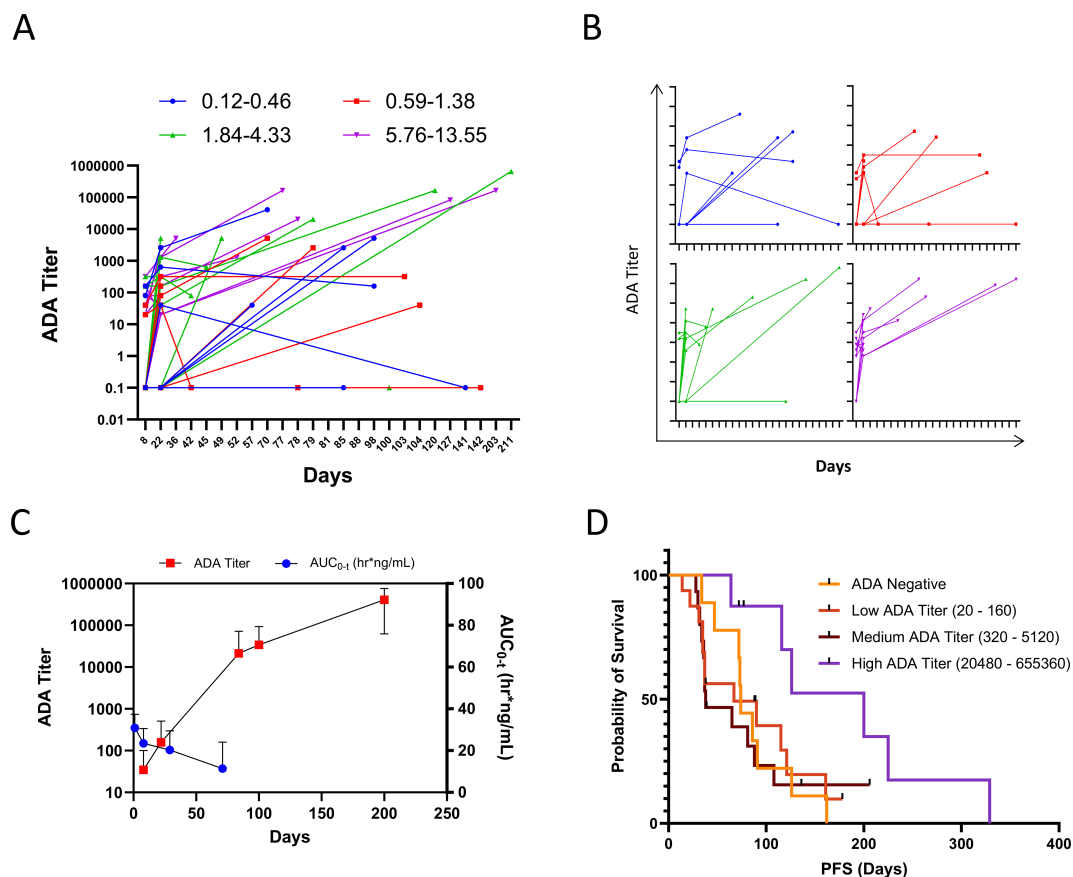 A
0.12-0.46
0.59-1.38
1.84-4.33
5.76-13.55
ADA Titer
1000000
100000
10000
1000
100
10
1
0.1
0.01
8 22 36 42 45 49 52 57 70 77 78 79 81 85 88 98 100 103 104 120 127 141 142 203 211
Days
B
ADA Titer
Days
C
ADA Titer
AUC0-t (hr*ng/mL)
ADA Titer
1000000
100000
10000
1000
100
10
100
80
60
40
20
0
AUC0-t (hr*ng/mL)
0 50 100 150 200 250
Days
D
ADA Negative
Low ADA Titer (20 - 160)
Medium ADA Titer (320 - 5120)
High ADA Titer (20480 - 655360)
Probability of Survival
100
50
0
0 100 200 300 400
PFS (Days)